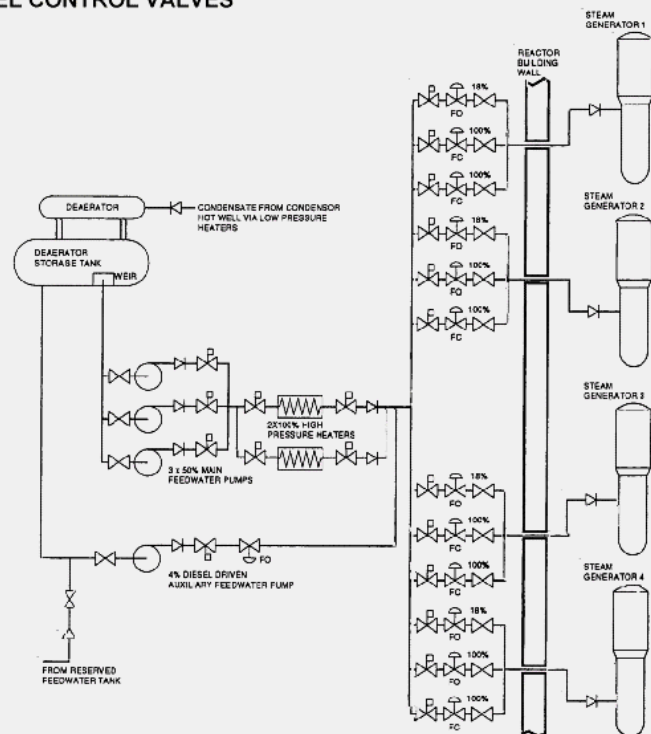 EL CONTROL VALVES
STEAM
GENERATOR 1
REACTOR
BUILDING
WALL
18%
FO
100%
FC
100%
FC
DEAERATOR
CONDENSATE FROM CONDENSOR
HOT WELL VIA LOW PRESSURE
HEATERS
STEAM
GENERATOR 2
18%
FO
100%
FO
100%
FC
DEAERATOR
STORAGE TANK
WEIR
2X100% HIGH
PRESSURE HEATERS
3 x 50% MAIN
FEEDWATER PUMPS
STEAM
GENERATOR 3
18%
FO
100%
FC
100%
FC
FO
4% DIESEL DRIVEN
AUXILARY FEEDWATER PUMP
STEAM
GENERATOR 4
18%
FO
100%
FO
100%
FC
FROM RESERVED
FEEDWATER TANK